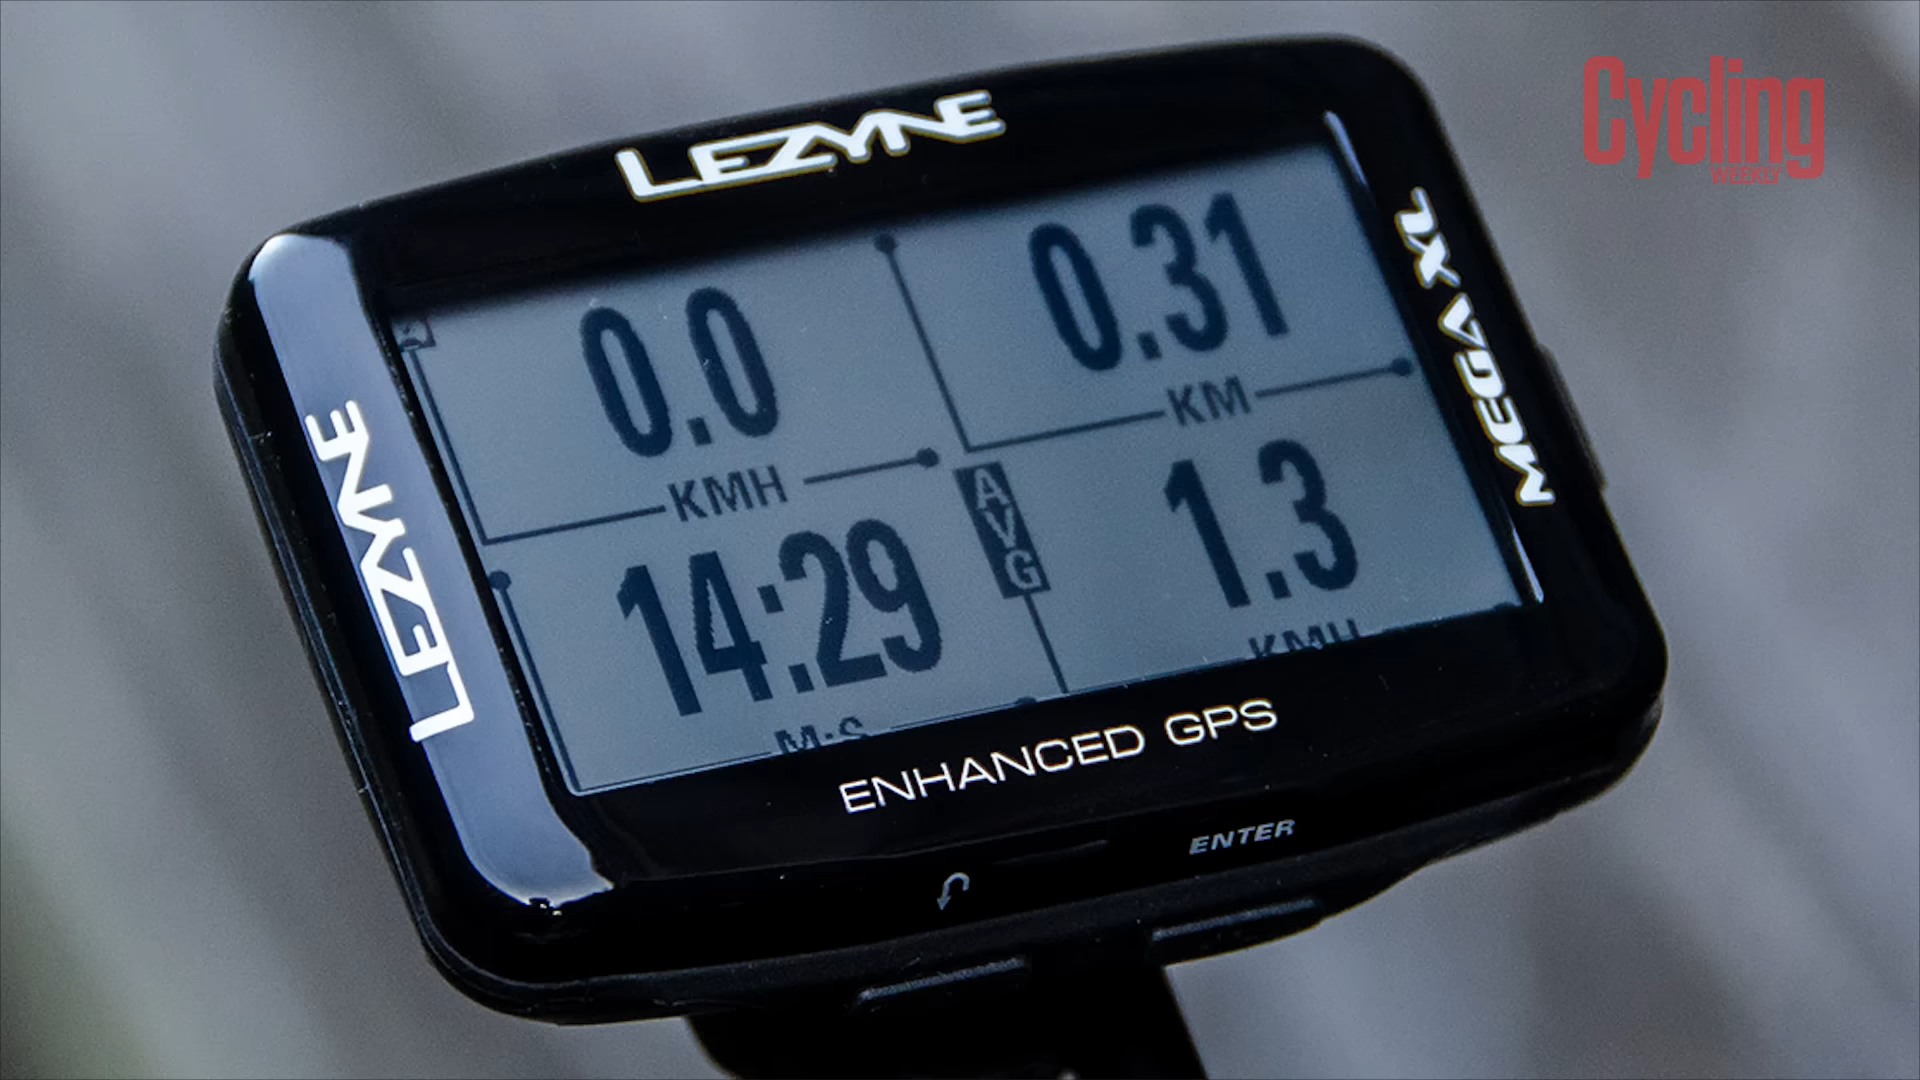 Cycling
WEEKLY
LEZYNE
LEZYNE
MEGA XL
0.0
KMH
0.31
KM
14:29
M:S
AVG
1.3
KMH
ENHANCED GPS
ENTER